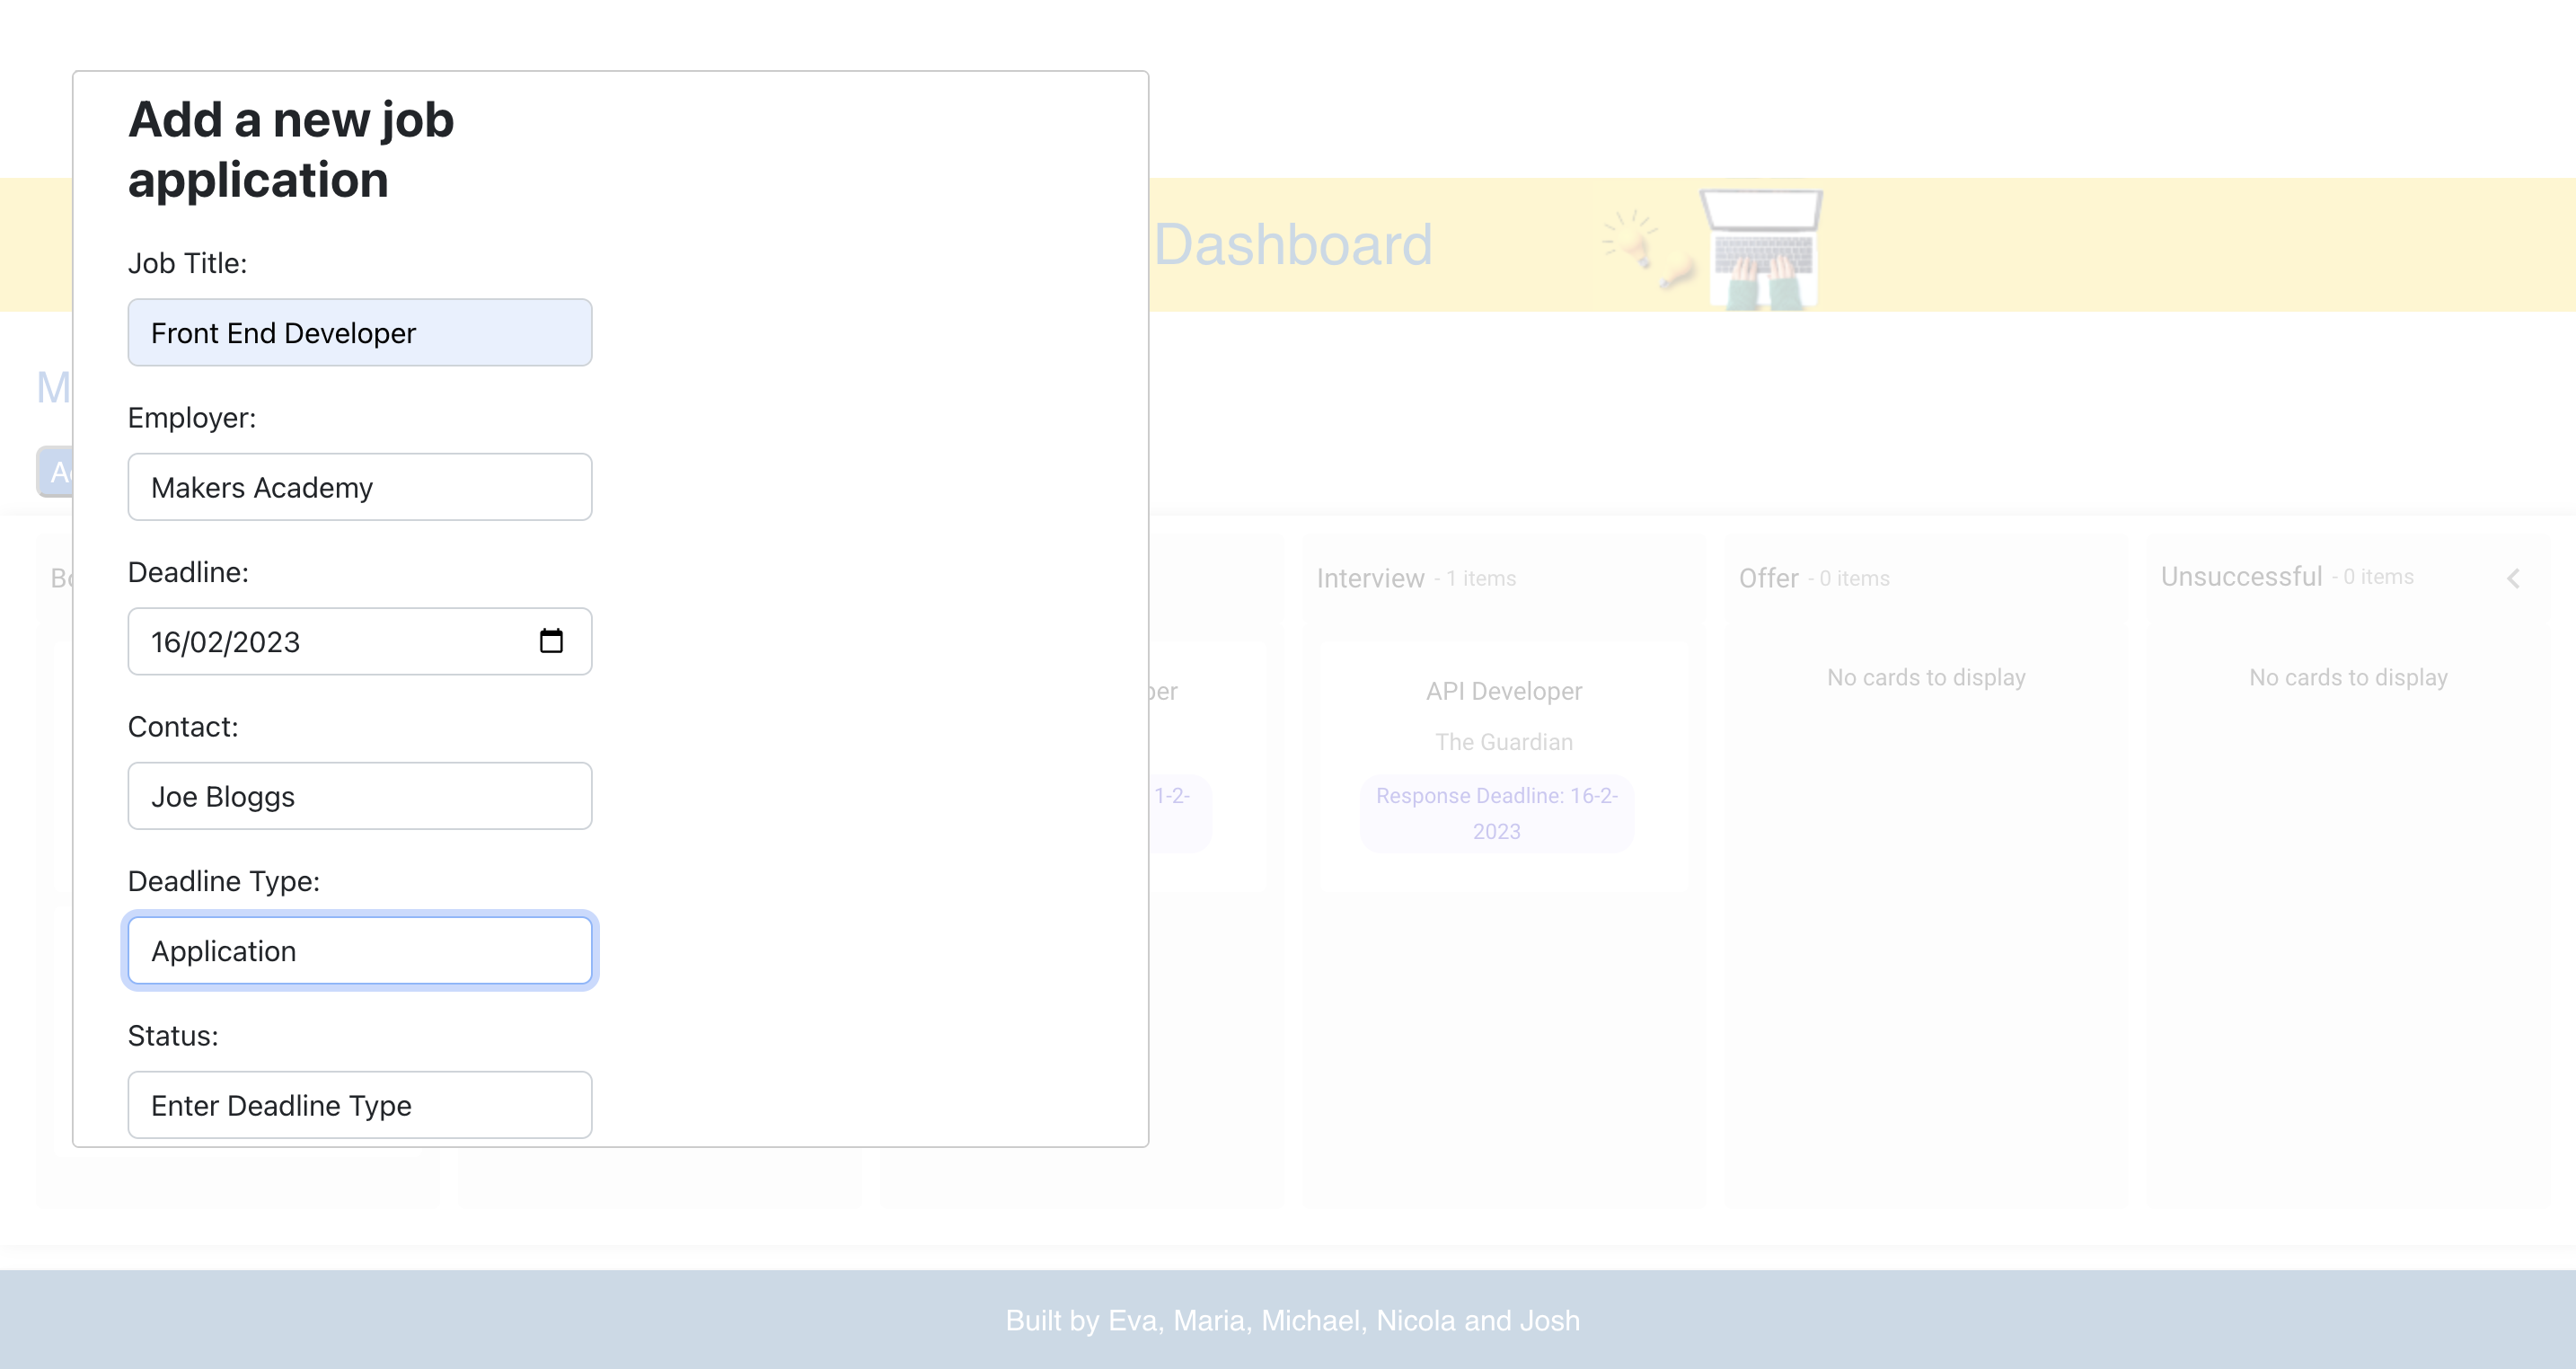 Add a new job
application
Job Title:
Front End Developer
Employer:
Makers Academy
Deadline:
16/02/2023
Contact:
Joe Bloggs
Deadline Type:
Application
Status:
Enter Deadline Type
Dashboard
Interview - 1 items
API Developer
The Guardian
Response Deadline: 16-2-
2023
Offer - 0 items
No cards to display
Unsuccessful - 0 items
No cards to display
Built by Eva, Maria, Michael, Nicola and Josh